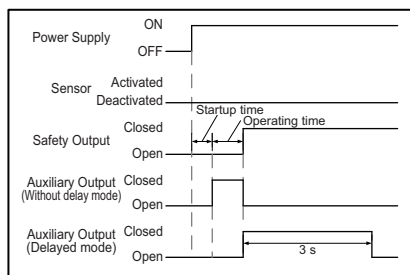 ON
Power Supply
OFF
Activated
Sensor
Deactivated
Startup time
Operating time
Closed
Safety Output
Open
Auxiliary Output
(Without delay mode)
Closed
Open
Auxiliary Output
(Delayed mode)
Closed
3 s
Open